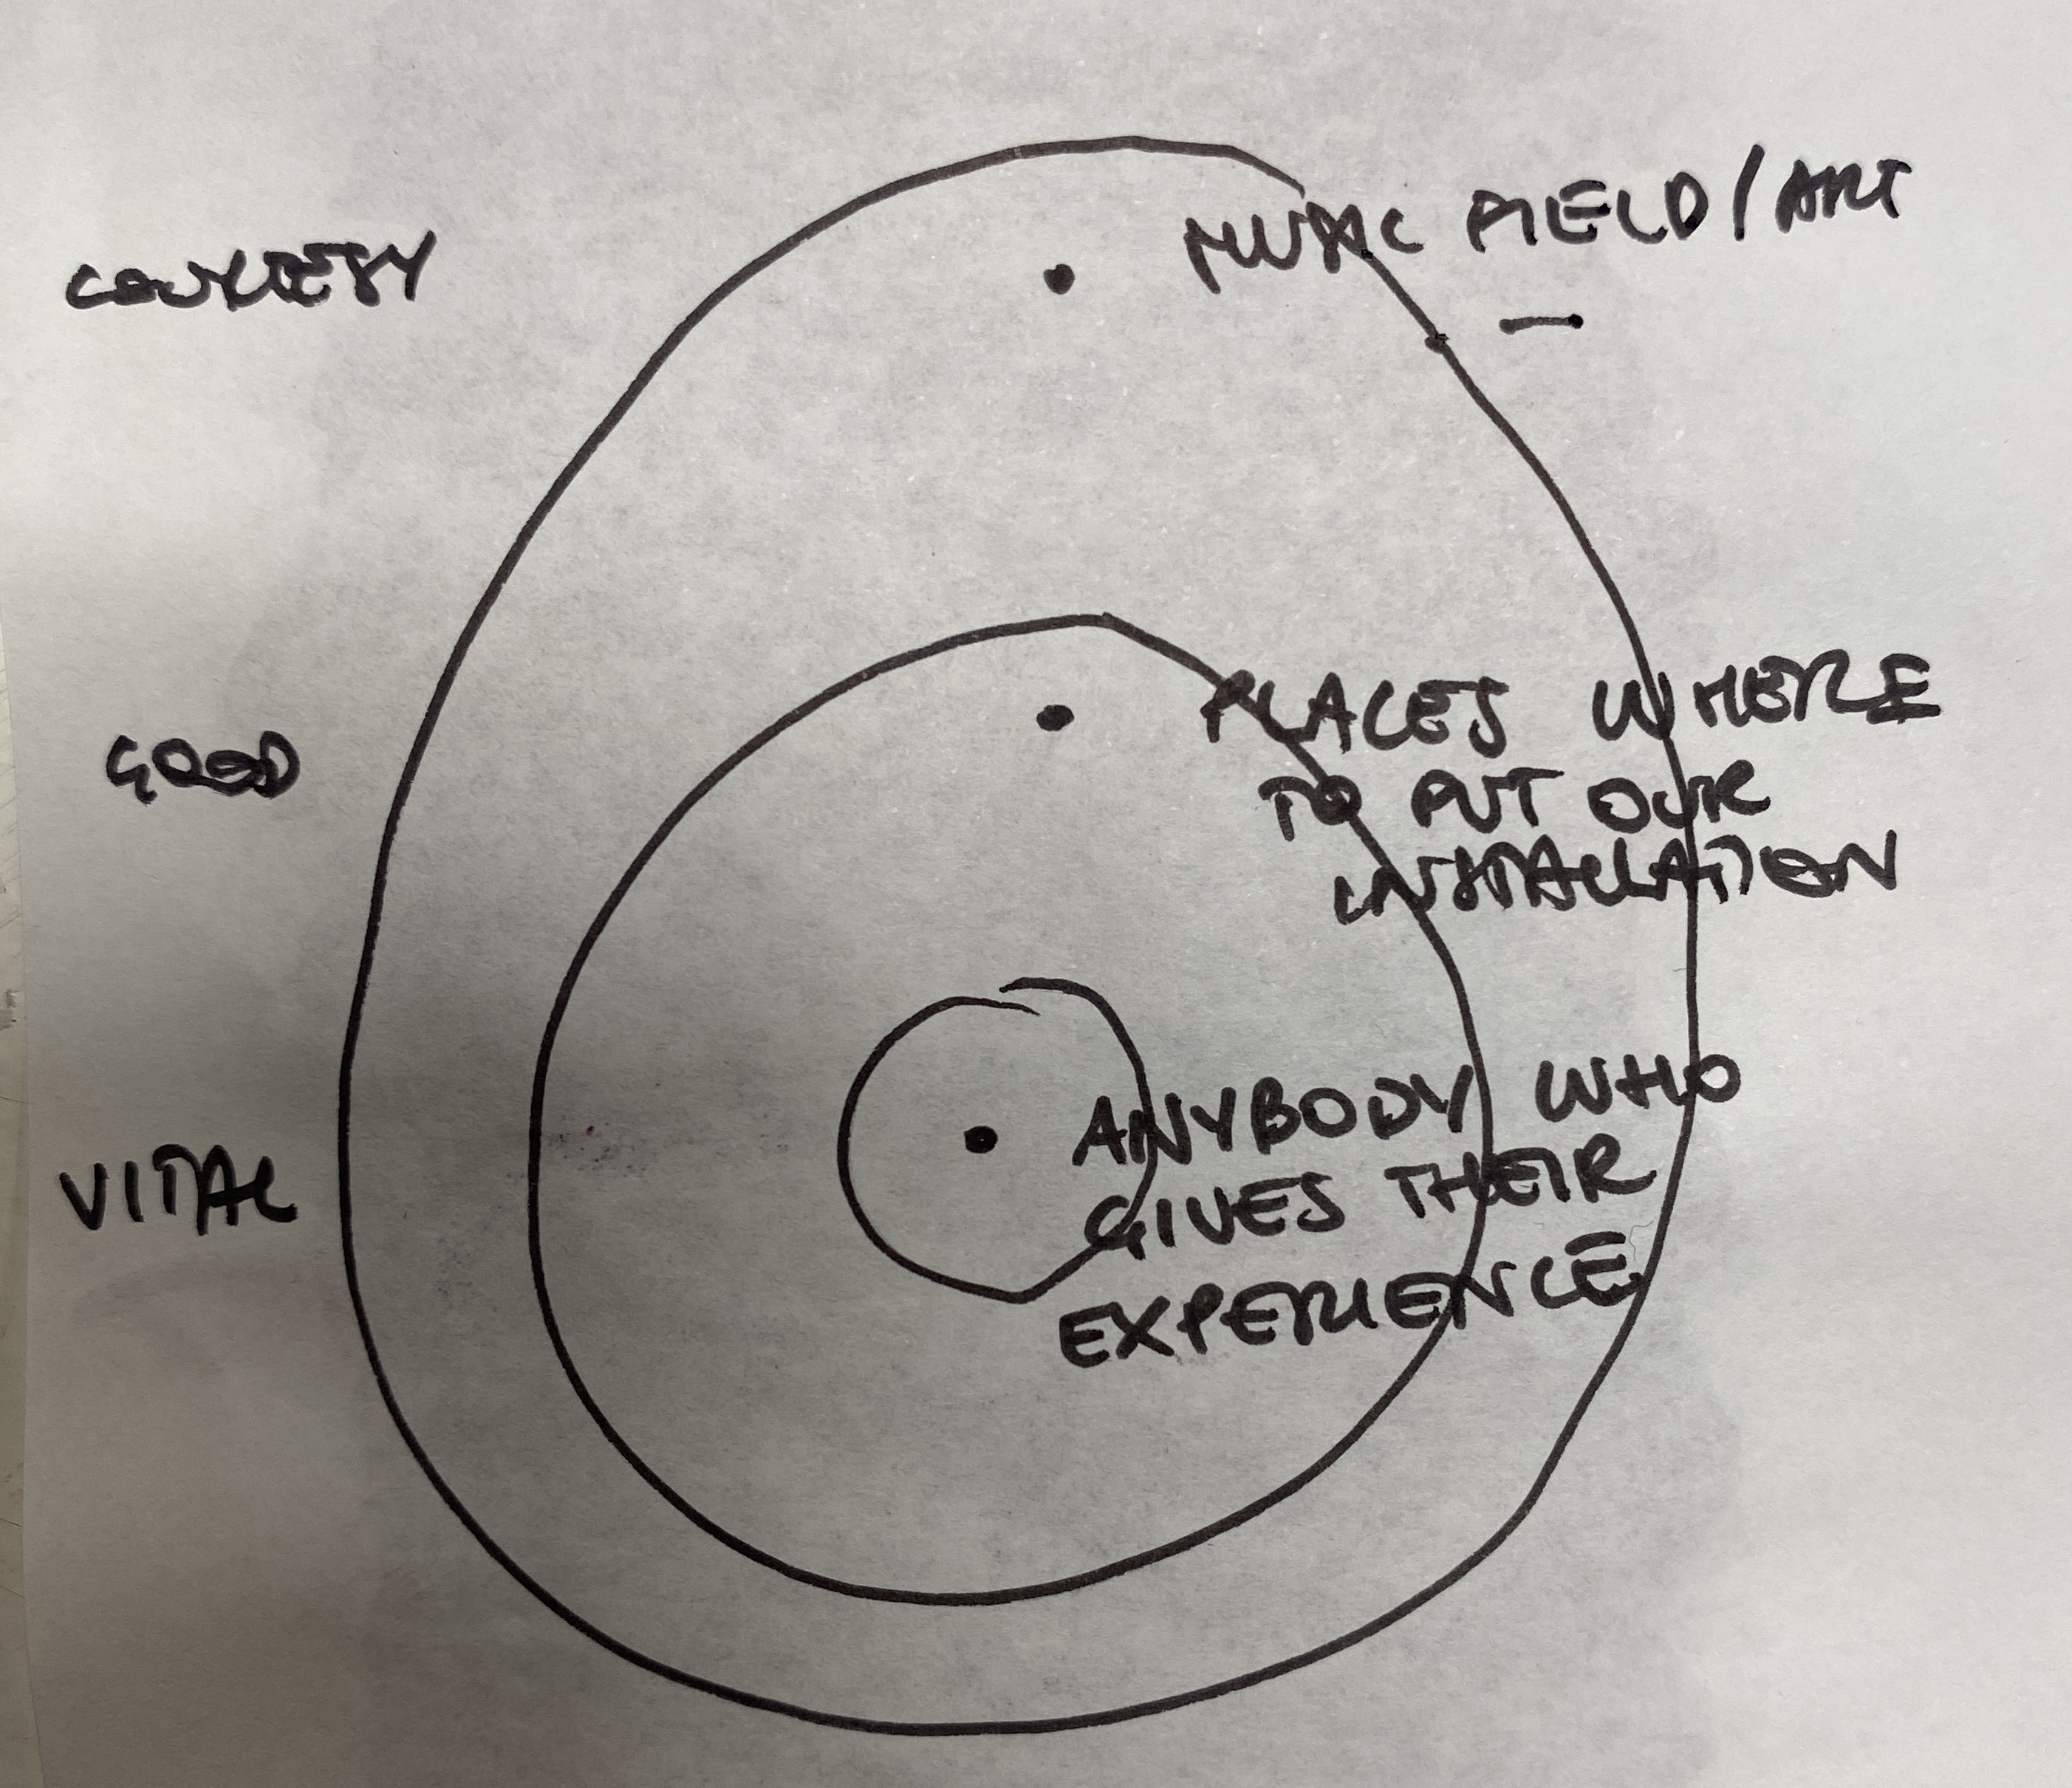 COURTESY
MUSIC FIELD/ART
GOOD
PLACES WHERE
TO PUT OUR
INSTALLATION
VITAL
ANYBODY WHO
GIVES THEIR
EXPERIENCE